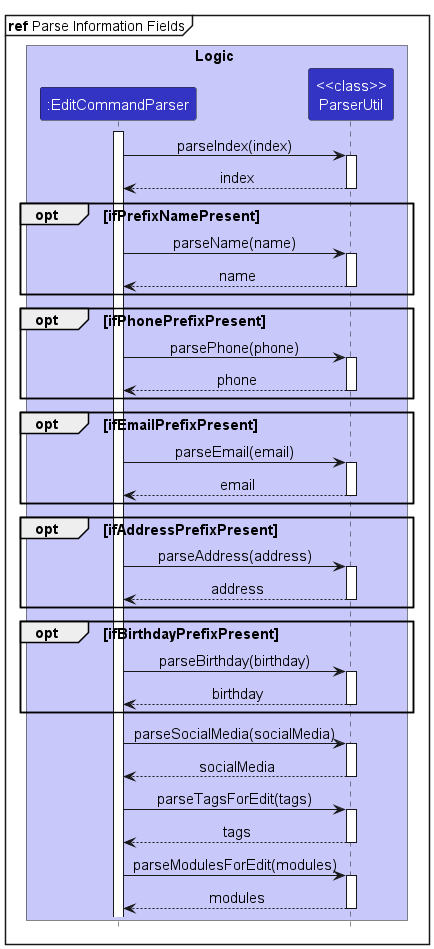 ref Parse Information Fields
Logic
:EditCommandParser
<<class>>
ParserUtil
parseIndex(index)
index
opt [ifPrefixNamePresent]
parseName(name)
name
opt [ifPhonePrefixPresent]
parsePhone(phone)
phone
opt [ifEmailPrefixPresent]
parseEmail(email)
email
opt [ifAddressPrefixPresent]
parseAddress(address)
address
opt [ifBirthdayPrefixPresent]
parseBirthday(birthday)
birthday
parseSocialMedia(socialMedia)
socialMedia
parseTagsForEdit(tags)
tags
parseModulesForEdit(modules)
modules